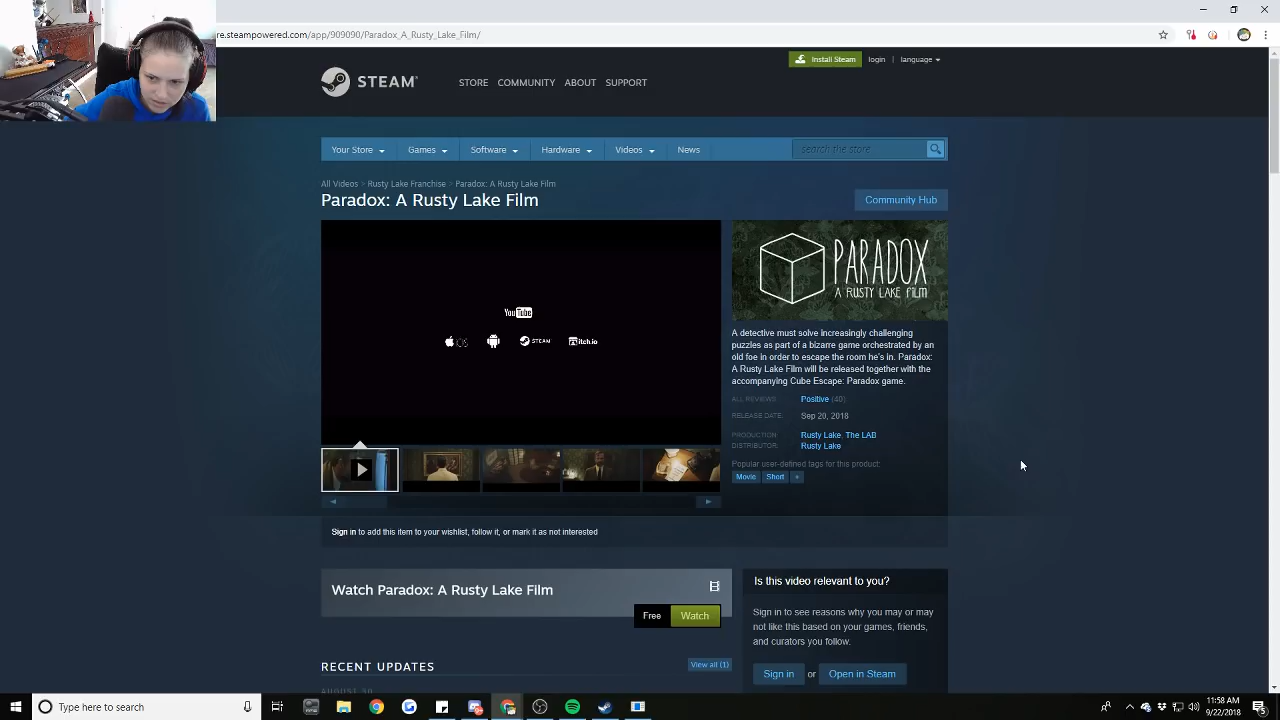 re.steampowered.com/app/909090/Paradox_A_Rusty_Lake_Film/
Install Steam
login | language
STEAM
STORE COMMUNITY ABOUT SUPPORT
Your Store Games Software Hardware Videos News
search the store
All Videos > Rusty Lake Franchise > Paradox: A Rusty Lake Film
Paradox: A Rusty Lake Film
Community Hub
YouTube
iOS
STEAM
itch.io
PARADOX
A RUSTY LAKE FILM
A detective must solve increasingly challenging
puzzles as part of a bizarre game orchestrated by an
old foe in order to escape the room he's in. Paradox:
A Rusty Lake Film will be released together with the
accompanying Cube Escape: Paradox game.
ALL REVIEWS: Positive (40)
RELEASE DATE: Sep 20, 2018
PRODUCTION: Rusty Lake, The LAB
DISTRIBUTOR: Rusty Lake
Popular user-defined tags for this product:
Movie Short +
Sign in to add this item to your wishlist, follow it, or mark it as not interested
Watch Paradox: A Rusty Lake Film
Free Watch
Is this video relevant to you?
Sign in to see reasons why you may or may
not like this based on your games, friends,
and curators you follow.
Sign in or Open in Steam
RECENT UPDATES
View all (1)
AUGUST 30
Type here to search
11:58 AM
9/22/2018